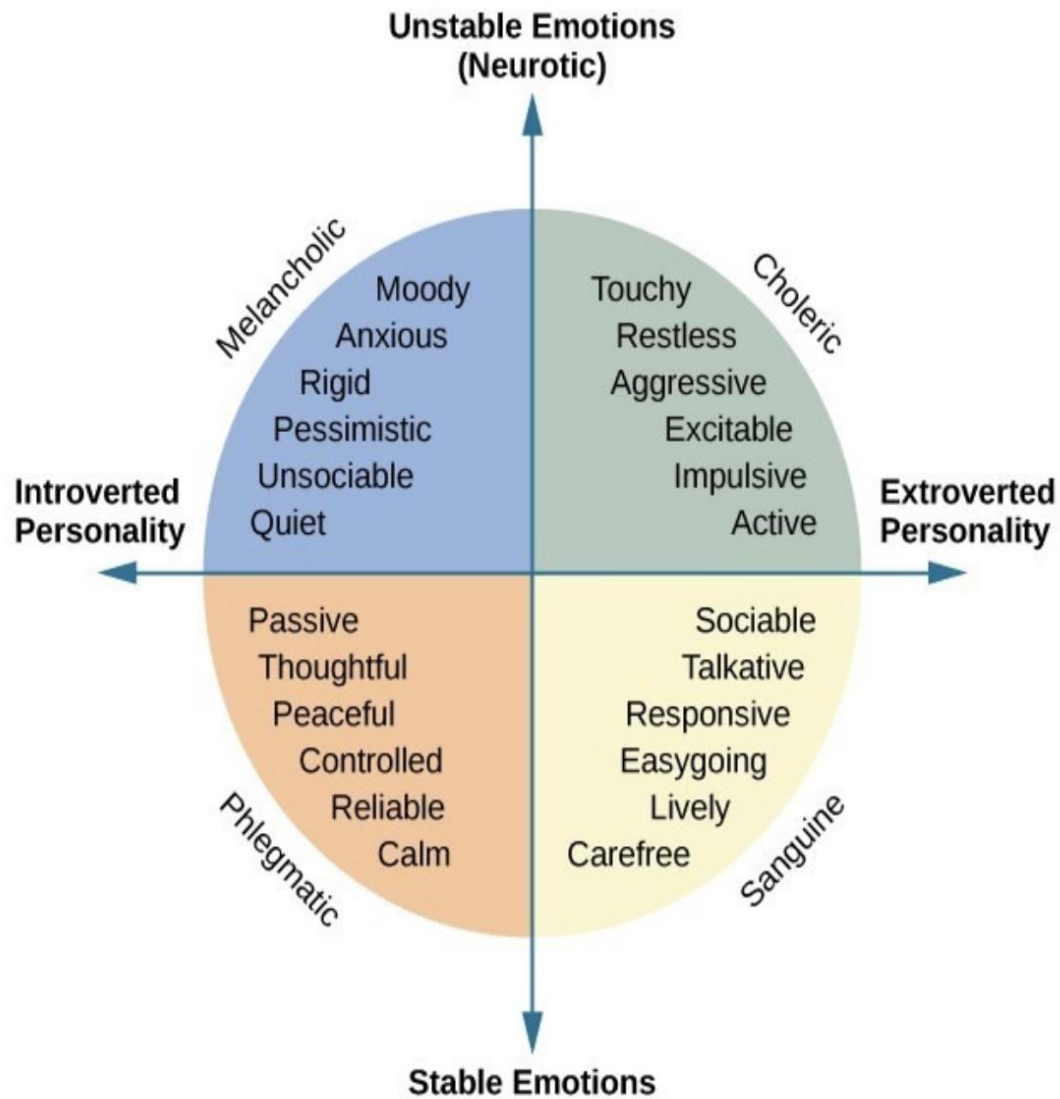 Unstable Emotions
(Neurotic)
Melancholic
Moody
Anxious
Rigid
Pessimistic
Unsociable
Quiet
Choleric
Touchy
Restless
Aggressive
Excitable
Impulsive
Active
Introverted
Personality
Extroverted
Personality
Passive
Thoughtful
Peaceful
Controlled
Reliable
Calm
Phlegmatic
Sociable
Talkative
Responsive
Easygoing
Lively
Carefree
Sanguine
Stable Emotions